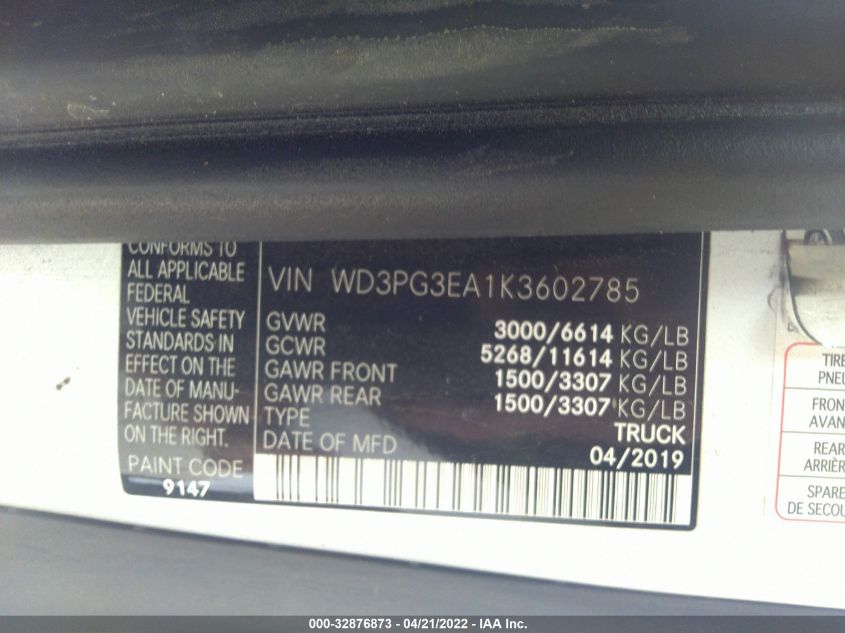 CONFORMS TO
ALL APPLICABLE
FEDERAL
VEHICLE SAFETY
STANDARDS IN
EFFECT ON THE
DATE OF MANU-
FACTURE SHOWN
ON THE RIGHT.
PAINT CODE
9147
VIN WD3PG3EA1K3602785
GVWR 3000/6614 KG/LB
GCWR 5268/11614 KG/LB
GAWR FRONT 1500/3307 KG/LB
GAWR REAR 1500/3307 KG/LB
TYPE TRUCK
DATE OF MFD 04/2019
TIRE
PNEU
FRON
AVAN
REAR
ARRIÈR
SPARE
DE SECOU
000-32876873 - 04/21/2022 - IAA Inc.